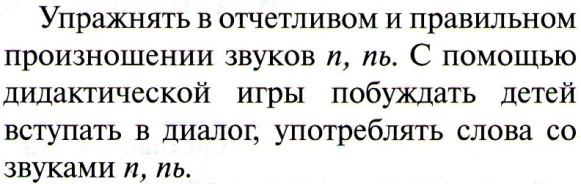 Упражнять в отчетливом и правильном
произношении звуков п, пь. С помощью
дидактической игры побуждать детей
вступать в диалог, употреблять слова со
звуками п, пь.